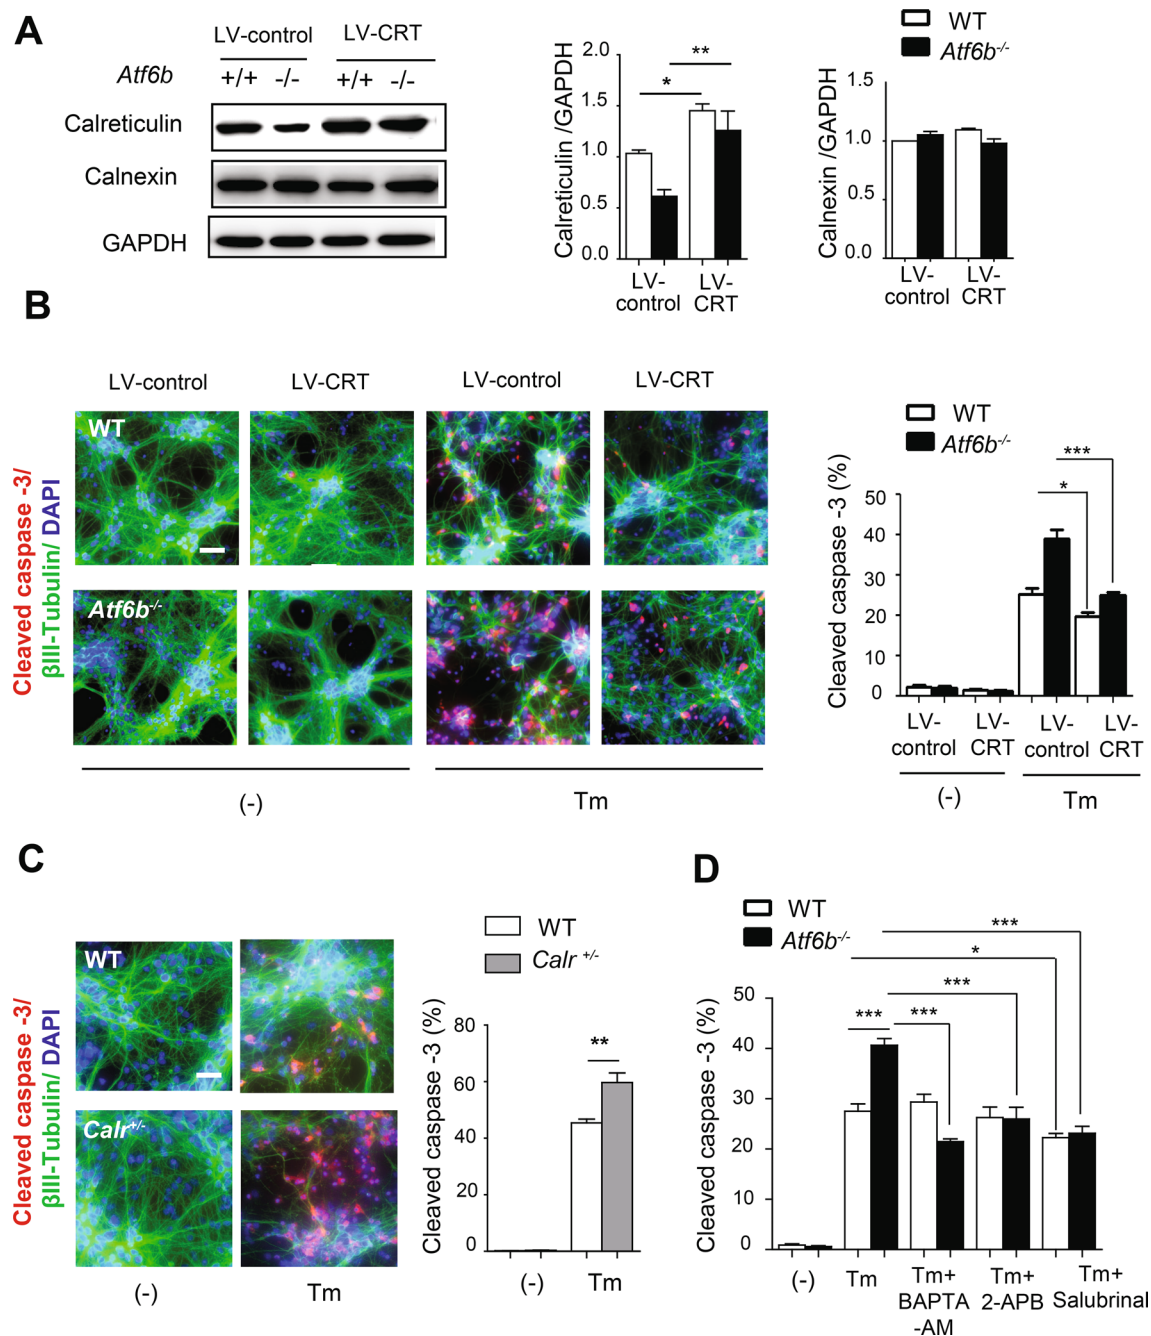 A
LV-control
LV-CRT
Atf6b
+/+
-/-
+/+
-/-
Calreticulin
Calnexin
GAPDH
Calreticulin /GAPDH
2.0
1.5
1.0
0.5
0.0
*
**
LV-
control
LV-
CRT
WT
Atf6b-/-
Calnexin /GAPDH
1.5
1.0
0.5
0.0
LV-
control
LV-
CRT
B
LV-control
LV-CRT
LV-control
LV-CRT
Cleaved caspase -3/
βIII-Tubulin/ DAPI
WT
Atf6b-/-
(-)
Tm
WT
Atf6b-/-
Cleaved caspase -3 (%)
50
40
30
20
10
0
***
*
LV-
control
LV-
CRT
LV-
control
LV-
CRT
(-)
Tm
C
Cleaved caspase -3/
βIII-Tubulin/ DAPI
WT
Calr+/-
(-)
Tm
WT
Calr +/-
Cleaved caspase -3 (%)
80
60
40
20
0
**
(-)
Tm
D
WT
Atf6b-/-
Cleaved caspase -3 (%)
50
40
30
20
10
0
***
*
***
***
***
(-)
Tm
Tm+
BAPTA
-AM
Tm+
2-APB
Tm+
Salubrinal